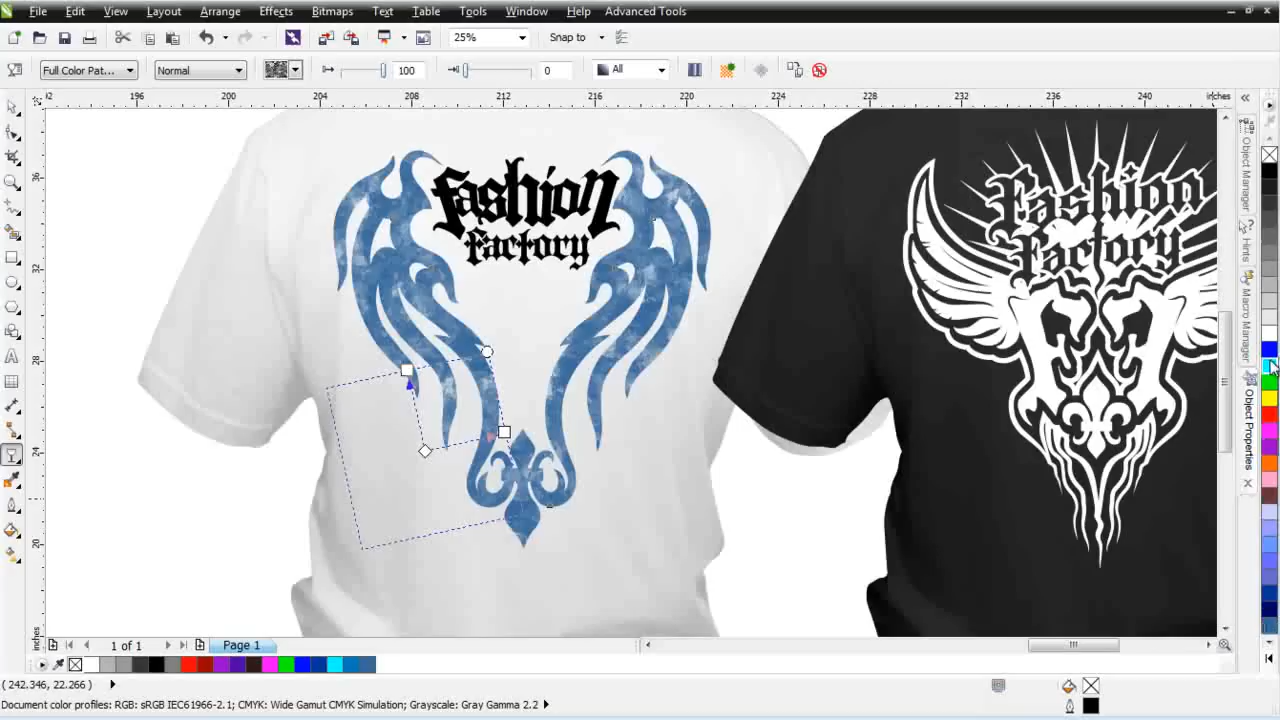 File Edit View Layout Arrange Effects Bitmaps Text Table Tools Window Help Advanced Tools
25% Snap to
Full Color Pat... Normal 100 0 All
196 200 204 208 212 216 220 224 228 232 236 240 inches
36
32
28
24
20
inches
fashion
factory
Fashion
Factory
Object Manager
Hints
Macro Manager
Object Properties
1 of 1 Page 1
(242.346, 22.266 )
Document color profiles: RGB: sRGB IEC61966-2.1; CMYK: Wide Gamut CMYK Simulation; Grayscale: Gray Gamma 2.2